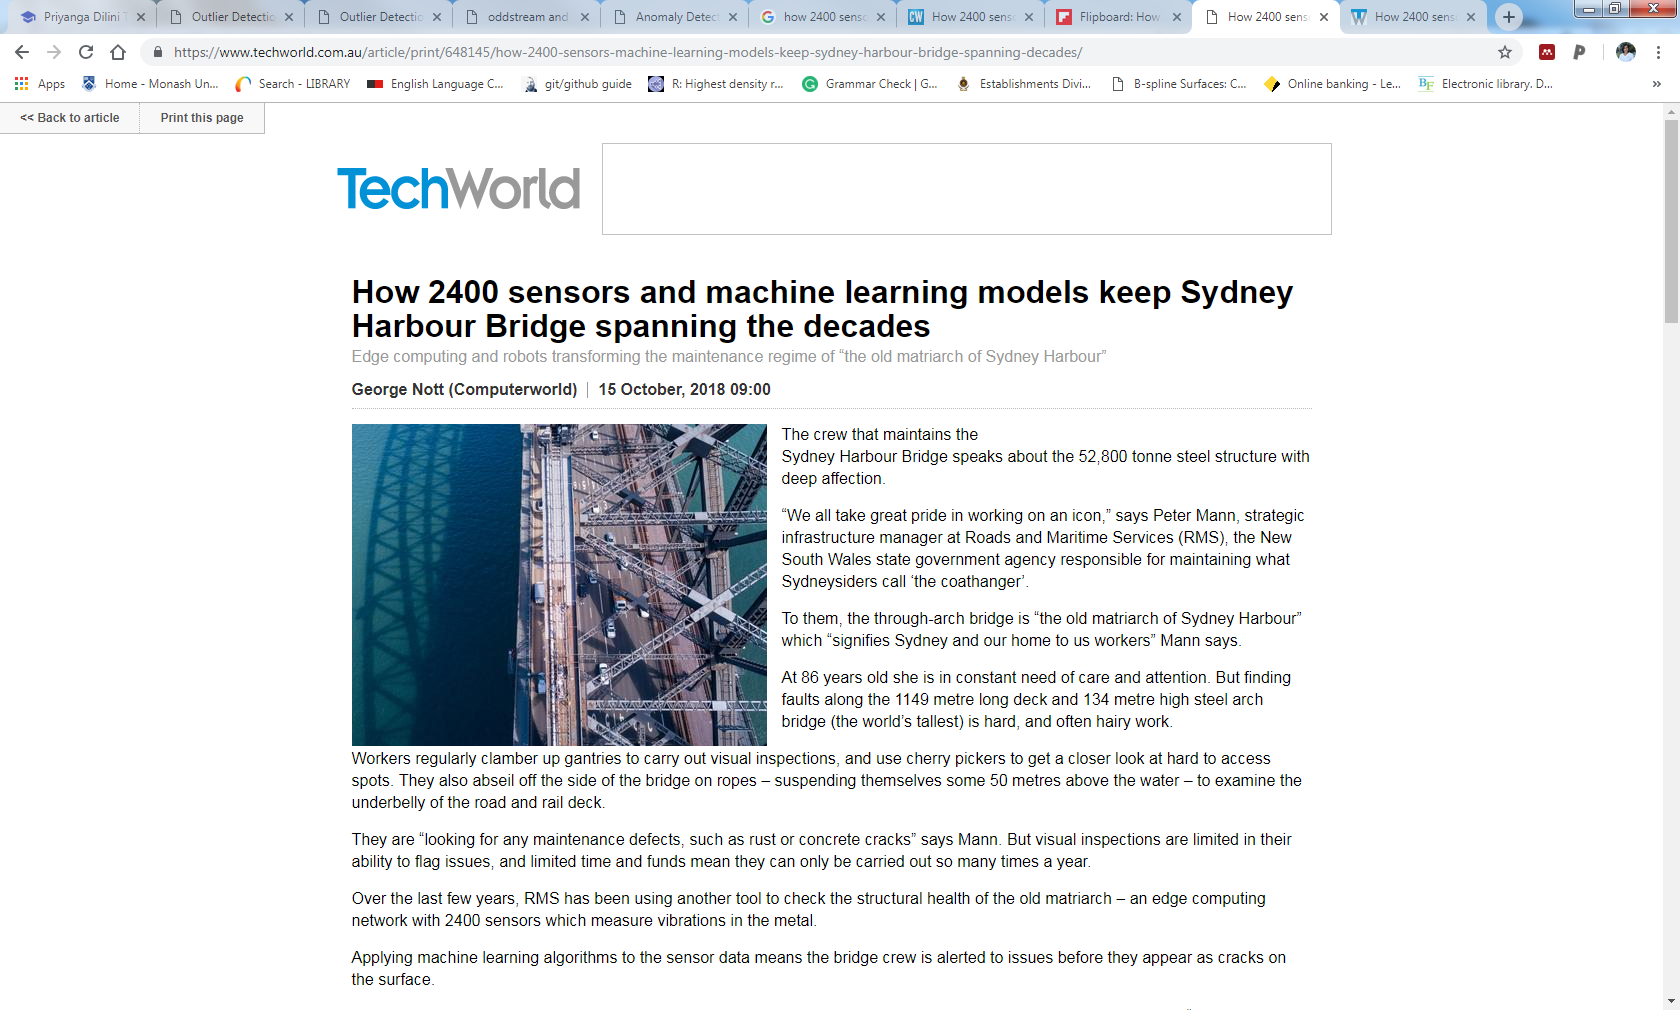 Priyanga Dilini T
Outlier Detectio
Outlier Detectio
oddstream and
Anomaly Detect
how 2400 senso
How 2400 sens
Flipboard: How
How 2400 sens
How 2400 sens
https://www.techworld.com.au/article/print/648145/how-2400-sensors-machine-learning-models-keep-sydney-harbour-bridge-spanning-decades/
Apps
Home - Monash Un...
Search - LIBRARY
English Language C...
git/github guide
R: Highest density r...
Grammar Check | G...
Establishments Divi...
B-spline Surfaces: C...
Online banking - Le...
Electronic library. D...
»
<< Back to article
Print this page
TechWorld
How 2400 sensors and machine learning models keep Sydney
Harbour Bridge spanning the decades
Edge computing and robots transforming the maintenance regime of “the old matriarch of Sydney Harbour”
George Nott (Computerworld) | 15 October, 2018 09:00
The crew that maintains the
Sydney Harbour Bridge speaks about the 52,800 tonne steel structure with
deep affection.
“We all take great pride in working on an icon,” says Peter Mann, strategic
infrastructure manager at Roads and Maritime Services (RMS), the New
South Wales state government agency responsible for maintaining what
Sydneysiders call ‘the coathanger’.
To them, the through-arch bridge is “the old matriarch of Sydney Harbour”
which “signifies Sydney and our home to us workers” Mann says.
At 86 years old she is in constant need of care and attention. But finding
faults along the 1149 metre long deck and 134 metre high steel arch
bridge (the world’s tallest) is hard, and often hairy work.
Workers regularly clamber up gantries to carry out visual inspections, and use cherry pickers to get a closer look at hard to access
spots. They also abseil off the side of the bridge on ropes – suspending themselves some 50 metres above the water – to examine the
underbelly of the road and rail deck.
They are “looking for any maintenance defects, such as rust or concrete cracks” says Mann. But visual inspections are limited in their
ability to flag issues, and limited time and funds mean they can only be carried out so many times a year.
Over the last few years, RMS has been using another tool to check the structural health of the old matriarch – an edge computing
network with 2400 sensors which measure vibrations in the metal.
Applying machine learning algorithms to the sensor data means the bridge crew is alerted to issues before they appear as cracks on
the surface.